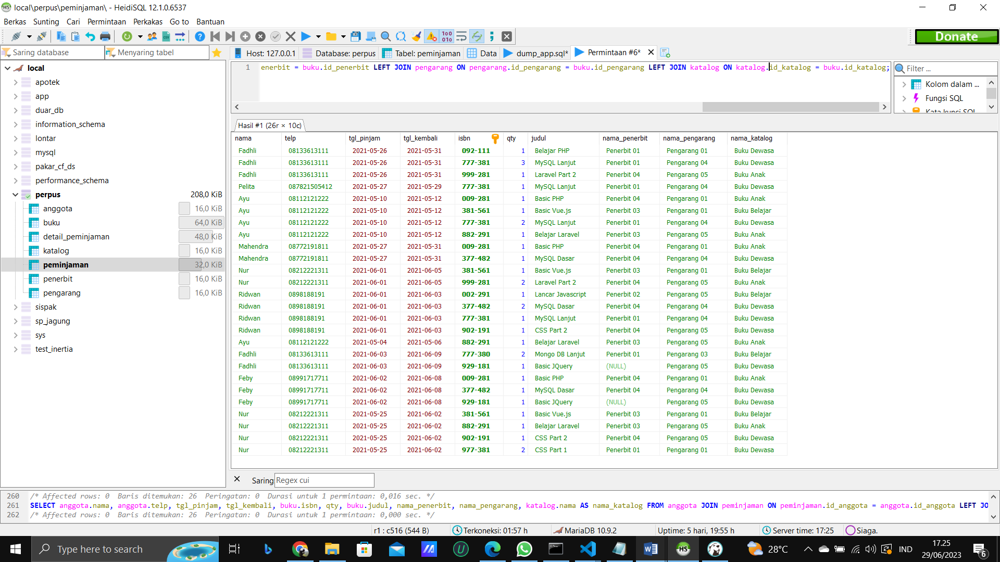 local\perpus\peminjaman\ - HeidiSQL 12.1.0.6537
Berkas Sunting Cari Permintaan Perkakas Go to Bantuan
Donate
Saring database Menyaring tabel
Host: 127.0.0.1 Database: perpus Tabel: peminjaman Data dump_app.sql* Permintaan #6*
local
apotek
app
duar_db
information_schema
lontar
mysql
pakar_cf_ds
performance_schema
perpus 208,0 KiB
anggota 16,0 KiB
buku 64,0 KiB
detail_peminjaman 48,0 KiB
katalog 16,0 KiB
peminjaman 32,0 KiB
penerbit 16,0 KiB
pengarang 16,0 KiB
sispak
sp_jagung
sys
test_inertia
1 enerbit = buku.id_penerbit LEFT JOIN pengarang ON pengarang.id_pengarang = buku.id_pengarang LEFT JOIN katalog ON katalog.id_katalog = buku.id_katalog;
Filter ...
Kolom dalam ...
Fungsi SQL
Kata kunci SQL
Hasil #1 (26r × 10c)
nama telp tgl_pinjam tgl_kembali isbn qty judul nama_penerbit nama_pengarang nama_katalog
Fadhli 08133613111 2021-05-26 2021-05-31 092-111 1 Belajar PHP Penerbit 01 Pengarang 01 Buku Dewasa
Fadhli 08133613111 2021-05-26 2021-05-31 777-381 3 MySQL Lanjut Penerbit 01 Pengarang 04 Buku Dewasa
Fadhli 08133613111 2021-05-26 2021-05-31 999-281 1 Laravel Part 2 Penerbit 04 Pengarang 05 Buku Anak
Pelita 087821505412 2021-05-27 2021-05-29 777-381 1 MySQL Lanjut Penerbit 01 Pengarang 04 Buku Dewasa
Ayu 08112121222 2021-05-10 2021-05-12 009-281 1 Basic PHP Penerbit 04 Pengarang 01 Buku Anak
Ayu 08112121222 2021-05-10 2021-05-12 381-561 1 Basic Vue.js Penerbit 03 Pengarang 01 Buku Belajar
Ayu 08112121222 2021-05-10 2021-05-12 777-381 2 MySQL Lanjut Penerbit 01 Pengarang 04 Buku Dewasa
Ayu 08112121222 2021-05-10 2021-05-12 882-291 1 Belajar Laravel Penerbit 03 Pengarang 05 Buku Anak
Mahendra 08772191811 2021-05-27 2021-05-31 009-281 1 Basic PHP Penerbit 04 Pengarang 01 Buku Anak
Mahendra 08772191811 2021-05-27 2021-05-31 377-482 1 MySQL Dasar Penerbit 04 Pengarang 04 Buku Dewasa
Nur 08212221311 2021-06-01 2021-06-05 381-561 1 Basic Vue.js Penerbit 03 Pengarang 01 Buku Belajar
Nur 08212221311 2021-06-01 2021-06-05 999-281 2 Laravel Part 2 Penerbit 04 Pengarang 05 Buku Anak
Ridwan 0898188191 2021-06-01 2021-06-03 002-291 1 Lancar Javascript Penerbit 02 Pengarang 05 Buku Belajar
Ridwan 0898188191 2021-06-01 2021-06-03 377-482 2 MySQL Dasar Penerbit 04 Pengarang 04 Buku Dewasa
Ridwan 0898188191 2021-06-01 2021-06-03 777-381 1 MySQL Lanjut Penerbit 01 Pengarang 04 Buku Dewasa
Ridwan 0898188191 2021-06-01 2021-06-03 902-191 1 CSS Part 2 Penerbit 04 Pengarang 05 Buku Dewasa
Ayu 08112121222 2021-05-04 2021-05-06 882-291 1 Belajar Laravel Penerbit 03 Pengarang 05 Buku Anak
Fadhli 08133613111 2021-06-03 2021-06-09 777-380 2 Mongo DB Lanjut Penerbit 01 Pengarang 03 Buku Belajar
Fadhli 08133613111 2021-06-03 2021-06-09 929-181 1 Basic JQuery (NULL) Pengarang 05 Buku Dewasa
Feby 08991717711 2021-06-02 2021-06-08 009-281 1 Basic PHP Penerbit 04 Pengarang 01 Buku Anak
Feby 08991717711 2021-06-02 2021-06-08 377-482 1 MySQL Dasar Penerbit 04 Pengarang 04 Buku Dewasa
Feby 08991717711 2021-06-02 2021-06-08 929-181 1 Basic JQuery (NULL) Pengarang 05 Buku Dewasa
Nur 08212221311 2021-05-25 2021-06-02 381-561 1 Basic Vue.js Penerbit 03 Pengarang 01 Buku Belajar
Nur 08212221311 2021-05-25 2021-06-02 882-291 1 Belajar Laravel Penerbit 03 Pengarang 05 Buku Anak
Nur 08212221311 2021-05-25 2021-06-02 902-191 1 CSS Part 2 Penerbit 04 Pengarang 05 Buku Dewasa
Nur 08212221311 2021-05-25 2021-06-02 977-381 2 CSS Part 1 Penerbit 01 Pengarang 01 Buku Dewasa
Saring Regex cui
260 /* Affected rows: 0 Baris ditemukan: 26 Peringatan: 0 Durasi untuk 1 permintaan: 0,016 sec. */
261 SELECT anggota.nama, anggota.telp, tgl_pinjam, tgl_kembali, buku.isbn, qty, buku.judul, nama_penerbit, nama_pengarang, katalog.nama AS nama_katalog FROM anggota JOIN peminjaman ON peminjaman.id_anggota = anggota.id_anggota LEFT JO
262 /* Affected rows: 0 Baris ditemukan: 26 Peringatan: 0 Durasi untuk 1 permintaan: 0,000 sec. */
r1 : c516 (544 B) Terkoneksi: 01:57 h MariaDB 10.9.2 Uptime: 5 hari, 19:55 h Server time: 17:25 Siaga.
Type here to search 28°C IND 17.25
29/06/2023 6